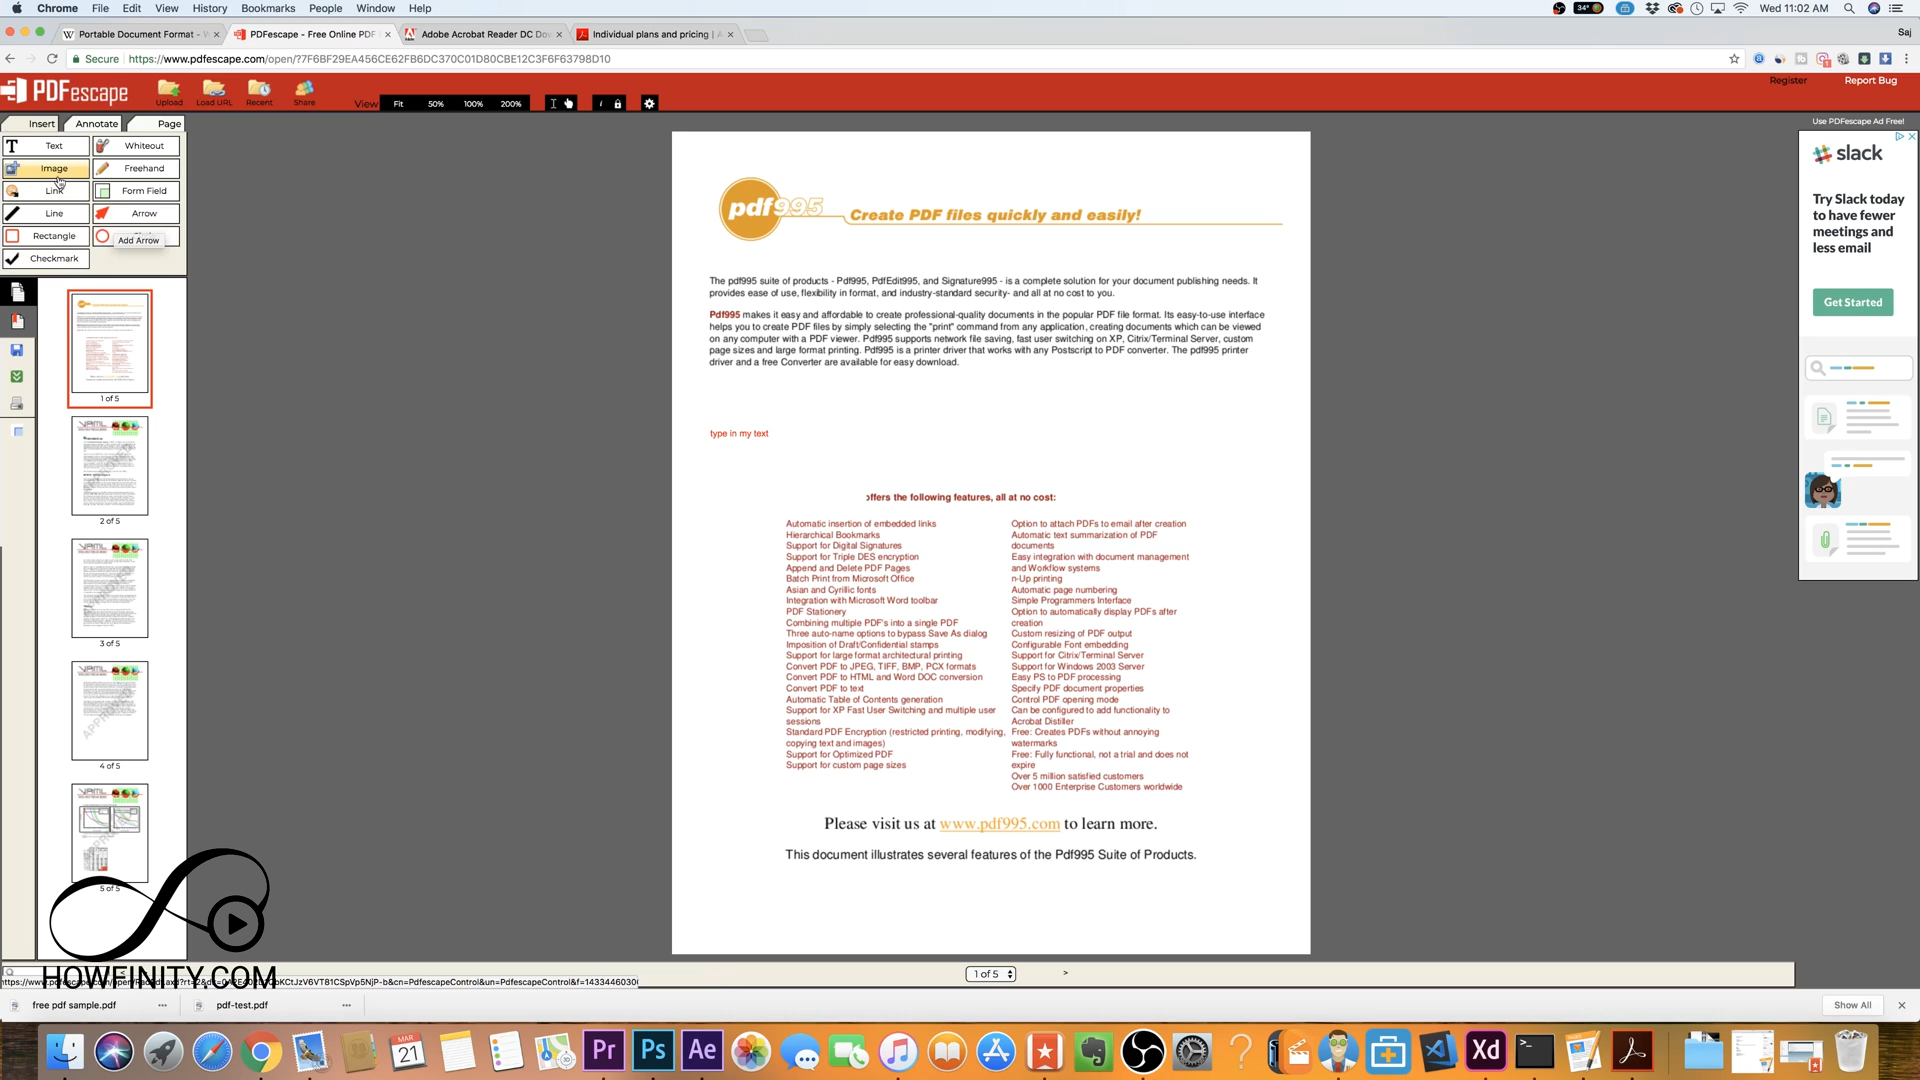 Chrome File Edit View History Bookmarks People Window Help
34° Wed 11:02 AM
Portable Document Format -
PDFescape - Free Online PDF
Adobe Acrobat Reader DC Do
Individual plans and pricing | A
Saj
Secure https://www.pdfescape.com/open/?7F6BF29EA456CE62FB6DC370C01D80CBE12C3F6F63798D10
PDFescape
Upload Load URL Recent Share
View Fit 50% 100% 200%
Register Report Bug
Insert Annotate Page
Text Whiteout
Image Freehand
Link Form Field
Line Arrow
Rectangle
Add Arrow
Checkmark
1 of 5
2 of 5
3 of 5
4 of 5
5 of 5
pdf995
Create PDF files quickly and easily!
The pdf995 suite of products - Pdf995, PdfEdit995, and Signature995 - is a complete solution for your document publishing needs. It
provides ease of use, flexibility in format, and industry-standard security- and all at no cost to you.
Pdf995 makes it easy and affordable to create professional-quality documents in the popular PDF file format. Its easy-to-use interface
helps you to create PDF files by simply selecting the "print" command from any application, creating documents which can be viewed
on any computer with a PDF viewer. Pdf995 supports network file saving, fast user switching on XP, Citrix/Terminal Server, custom
page sizes and large format printing. Pdf995 is a printer driver that works with any Postscript to PDF converter. The pdf995 printer
driver and a free Converter are available for easy download.
type in my text
offers the following features, all at no cost:
Automatic insertion of embedded links
Hierarchical Bookmarks
Support for Digital Signatures
Support for Triple DES encryption
Append and Delete PDF Pages
Batch Print from Microsoft Office
Asian and Cyrillic fonts
Integration with Microsoft Word toolbar
PDF Stationery
Combining multiple PDF's into a single PDF
Three auto-name options to bypass Save As dialog
Imposition of Draft/Confidential stamps
Support for large format architectural printing
Convert PDF to JPEG, TIFF, BMP, PCX formats
Convert PDF to HTML and Word DOC conversion
Convert PDF to text
Automatic Table of Contents generation
Support for XP Fast User Switching and multiple user
sessions
Standard PDF Encryption (restricted printing, modifying,
copying text and images)
Support for Optimized PDF
Support for custom page sizes
Option to attach PDFs to email after creation
Automatic text summarization of PDF
documents
Easy integration with document management
and Workflow systems
n-Up printing
Automatic page numbering
Simple Programmers Interface
Option to automatically display PDFs after
creation
Custom resizing of PDF output
Configurable Font embedding
Support for Citrix/Terminal Server
Support for Windows 2003 Server
Easy PS to PDF processing
Specify PDF document properties
Control PDF opening mode
Can be configured to add functionality to
Acrobat Distiller
Free: Creates PDFs without annoying
watermarks
Free: Fully functional, not a trial and does not
expire
Over 5 million satisfied customers
Over 1000 Enterprise Customers worldwide
Please visit us at www.pdf995.com to learn more.
This document illustrates several features of the Pdf995 Suite of Products.
1 of 5 >
Use PDFescape Ad Free!
slack
Try Slack today
to have fewer
meetings and
less email
Get Started
HOWFINITY.COM
free pdf sample.pdf
pdf-test.pdf
Show All
MAR
21
Pr Ps Ae Xd